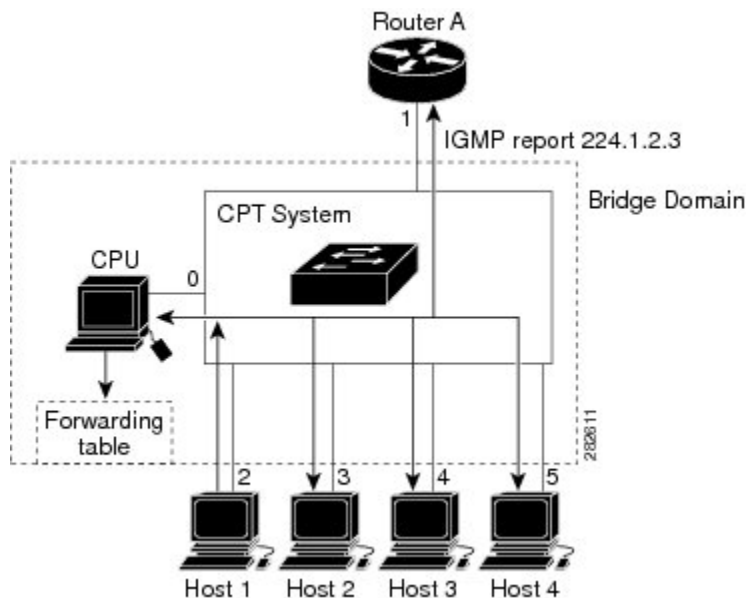 Router A
1
IGMP report 224.1.2.3
Bridge Domain
CPT System
CPU
0
Forwarding
table
282611
2
3
4
5
Host 1
Host 2
Host 3
Host 4